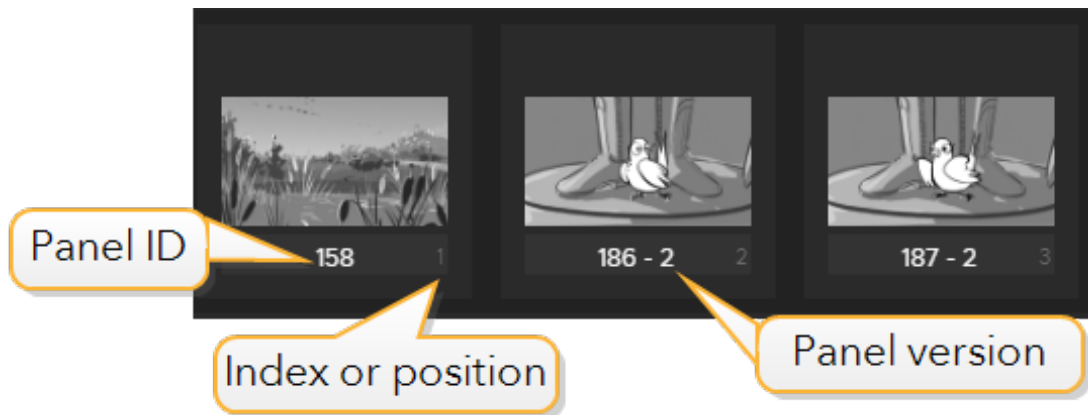 Panel ID
158 1
186 - 2 2
187 - 2 3
Index or position
Panel version